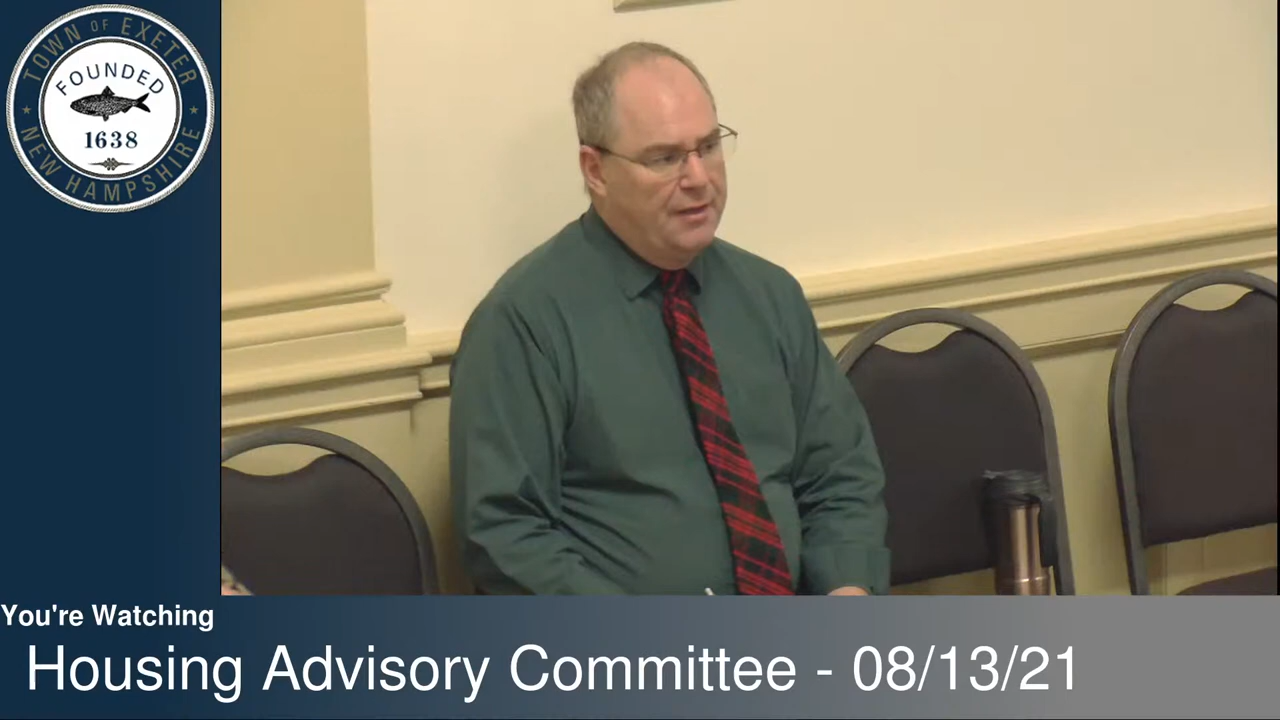 TOWN OF EXETER
FOUNDED
1638
NEW HAMPSHIRE
You're Watching
Housing Advisory Committee - 08/13/21